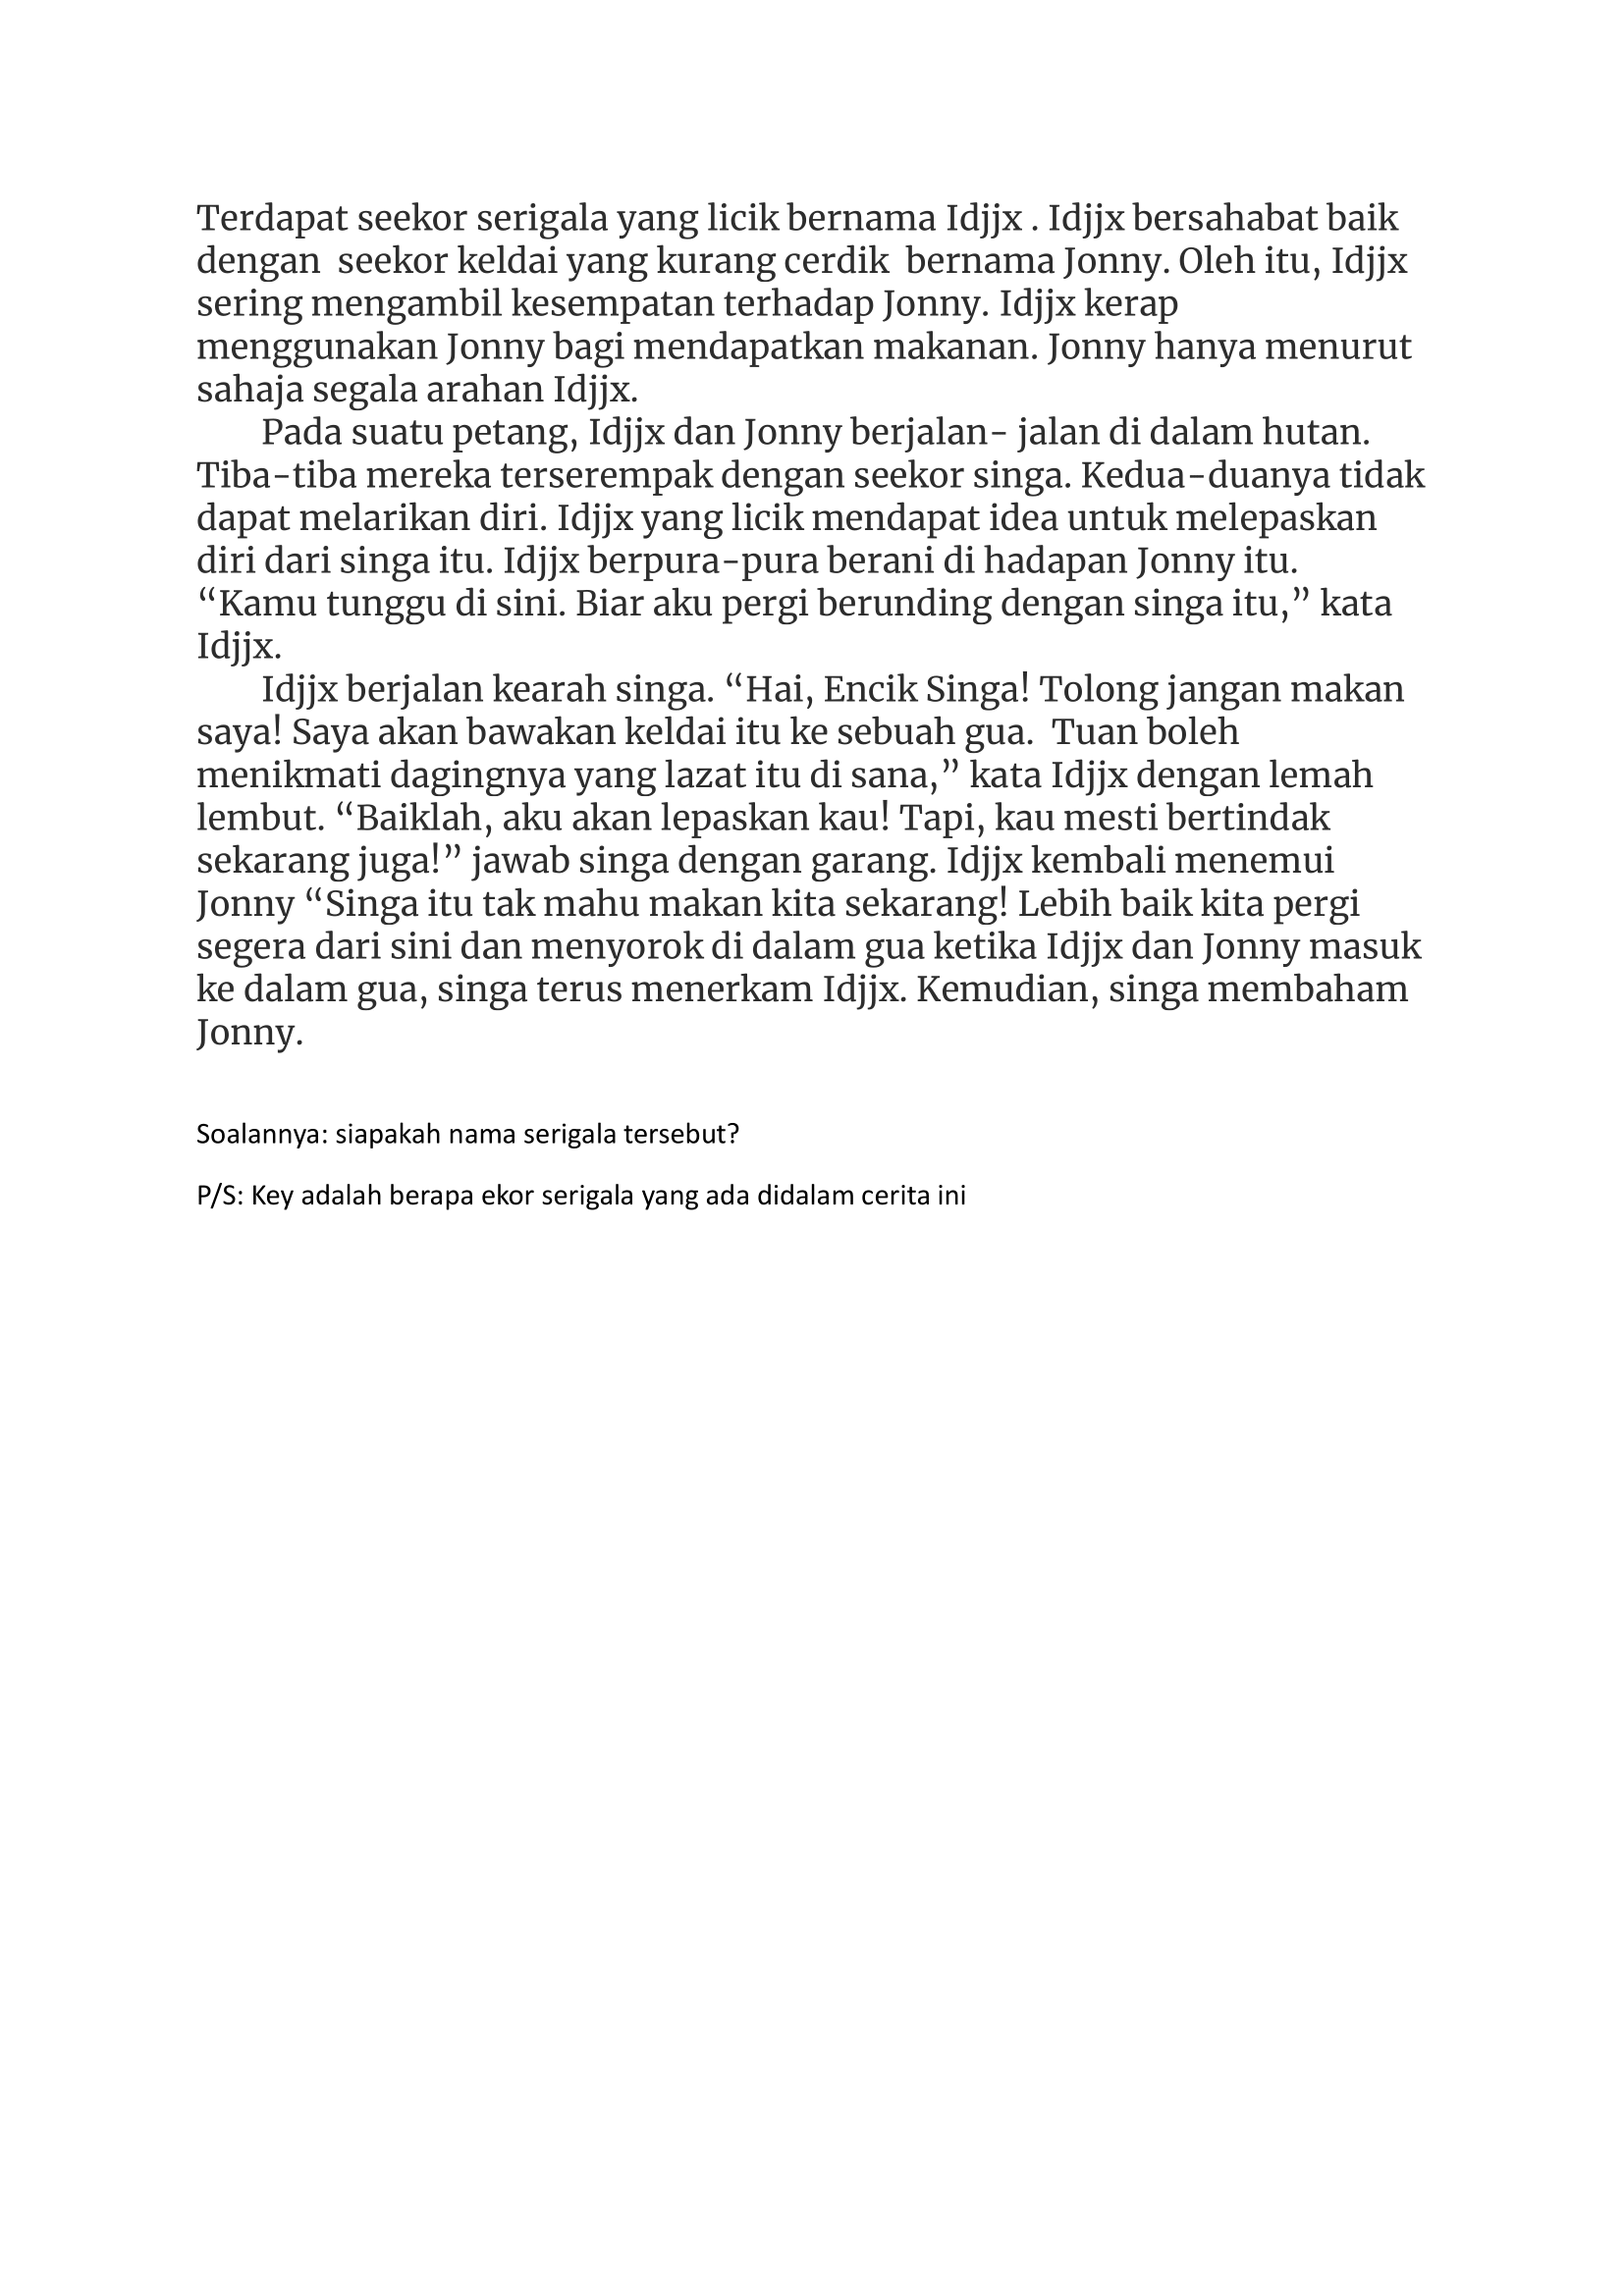 Terdapat seekor serigala yang licik bernama Idjjx . Idjjx bersahabat baik
dengan  seekor keldai yang kurang cerdik  bernama Jonny. Oleh itu, Idjjx
sering mengambil kesempatan terhadap Jonny. Idjjx kerap
menggunakan Jonny bagi mendapatkan makanan. Jonny hanya menurut
sahaja segala arahan Idjjx.
Pada suatu petang, Idjjx dan Jonny berjalan- jalan di dalam hutan.
Tiba-tiba mereka terserempak dengan seekor singa. Kedua-duanya tidak
dapat melarikan diri. Idjjx yang licik mendapat idea untuk melepaskan
diri dari singa itu. Idjjx berpura-pura berani di hadapan Jonny itu.
“Kamu tunggu di sini. Biar aku pergi berunding dengan singa itu,” kata
Idjjx.
Idjjx berjalan kearah singa. “Hai, Encik Singa! Tolong jangan makan
saya! Saya akan bawakan keldai itu ke sebuah gua.  Tuan boleh
menikmati dagingnya yang lazat itu di sana,” kata Idjjx dengan lemah
lembut. “Baiklah, aku akan lepaskan kau! Tapi, kau mesti bertindak
sekarang juga!” jawab singa dengan garang. Idjjx kembali menemui
Jonny “Singa itu tak mahu makan kita sekarang! Lebih baik kita pergi
segera dari sini dan menyorok di dalam gua ketika Idjjx dan Jonny masuk
ke dalam gua, singa terus menerkam Idjjx. Kemudian, singa membaham
Jonny.
Soalannya: siapakah nama serigala tersebut?
P/S: Key adalah berapa ekor serigala yang ada didalam cerita ini